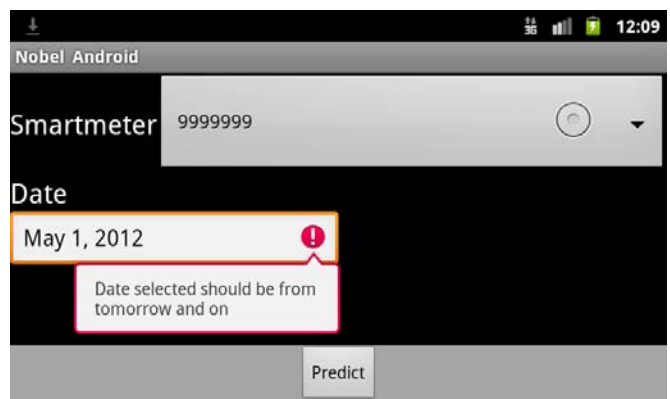 3G 12:09
Nobel Android
Smartmeter 9999999
Date
May 1, 2012
Date selected should be from
tomorrow and on
Predict